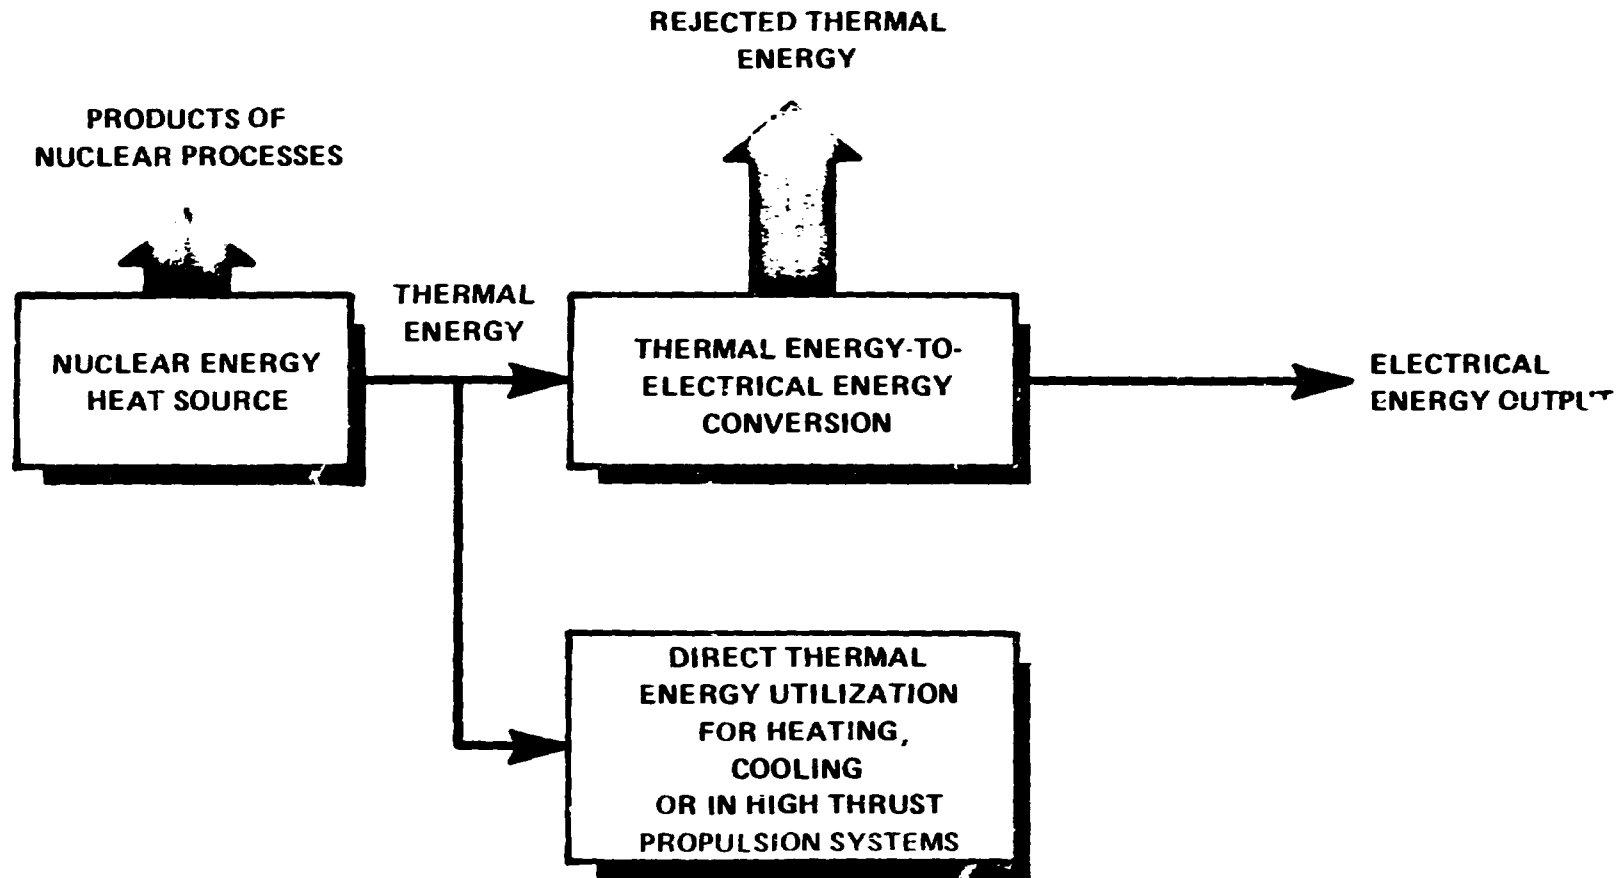 REJECTED THERMAL
ENERGY
PRODUCTS OF
NUCLEAR PROCESSES
THERMAL
ENERGY
NUCLEAR ENERGY
HEAT SOURCE
THERMAL ENERGY-TO-
ELECTRICAL ENERGY
CONVERSION
ELECTRICAL
ENERGY OUTPUT
DIRECT THERMAL
ENERGY UTILIZATION
FOR HEATING,
COOLING
OR IN HIGH THRUST
PROPULSION SYSTEMS